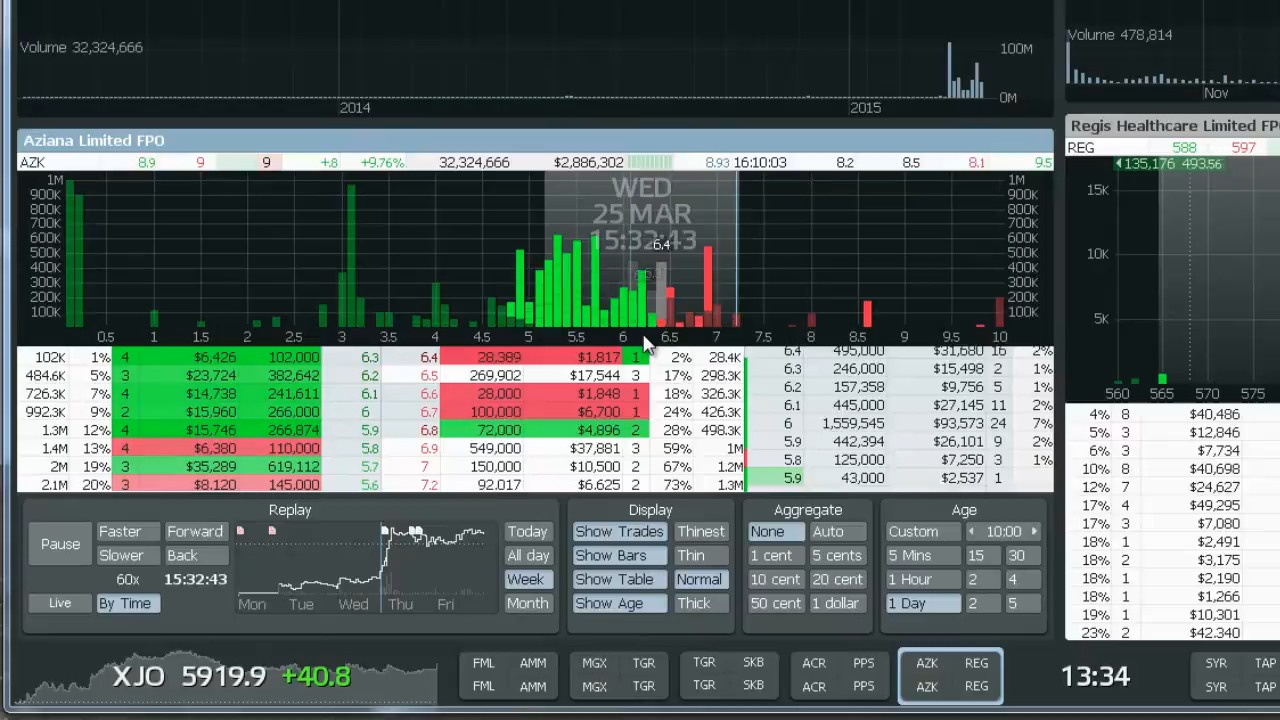 Volume 32,324,666
100M
0M
2014 2015
Volume 478,814
Nov
Aziana Limited FPO
AZK 8.9 9 9 +.8 +9.76% 32,324,666 $2,886,302 8.93 16:10:03 8.2 8.5 8.1 9.5
1M 1M
900K 900K
800K 800K
700K 700K
600K 600K
500K 500K
400K 400K
300K 300K
200K 200K
100K 100K
WED
25 MAR
15:32:43
6.4
0.5 1 1.5 2 2.5 3 3.5 4 4.5 5 5.5 6 6.5 7 7.5 8 8.5 9 9.5 10
102K 1% 4 $6,426 102,000 6.3 6.4 28,389 $1,817 1 2% 28.4K
484.6K 5% 3 $23,724 382,642 6.2 6.5 269,902 $17,544 3 17% 298.3K
726.3K 7% 4 $14,738 241,611 6.1 6.6 28,000 $1,848 1 18% 326.3K
992.3K 9% 2 $15,960 266,000 6 6.7 100,000 $6,700 1 24% 426.3K
1.3M 12% 4 $15,746 266,874 5.9 6.8 72,000 $4,896 2 28% 498.3K
1.4M 13% 4 $6,380 110,000 5.8 6.9 549,000 $37,881 3 59% 1M
2M 19% 3 $35,289 619,112 5.7 7 150,000 $10,500 2 67% 1.2M
2.1M 20% 3 $8,120 145,000 5.6 7.2 92,017 $6,625 2 73% 1.3M
6.4 495,000 $31,680 16 2%
6.3 246,000 $15,498 2 1%
6.2 157,358 $9,756 5 1%
6.1 445,000 $27,145 11 2%
6 1,559,545 $93,573 24 7%
5.9 442,394 $26,101 9 2%
5.8 125,000 $7,250 3 1%
5.9 43,000 $2,537 1
Regis Healthcare Limited FPO
REG 588 597
135,176 493.56
15K
10K
5K
560 565 570 575
4% 8 $40,486
5% 3 $12,846
6% 3 $7,734
10% 8 $40,698
12% 7 $24,627
17% 4 $49,295
17% 3 $7,080
18% 1 $2,491
18% 2 $3,175
18% 1 $2,190
18% 1 $1,266
19% 1 $10,301
23% 2 $42,340
Replay
Pause Faster Forward
Slower Back
60x 15:32:43
Live By Time
Mon Tue Wed Thu Fri
Today
All day
Week
Month
Display
Show Trades Thinest
Show Bars Thin
Show Table Normal
Show Age Thick
Aggregate
None Auto
1 cent 5 cents
10 cent 20 cent
50 cent 1 dollar
Age
Custom 10:00
5 Mins 15 30
1 Hour 2 4
1 Day 2 5
XJO 5919.9 +40.8
FML AMM MGX TGR TGR SKB ACR PPS AZK REG
FML AMM MGX TGR TGR SKB ACR PPS AZK REG
13:34
SYR TAP
SYR TAP